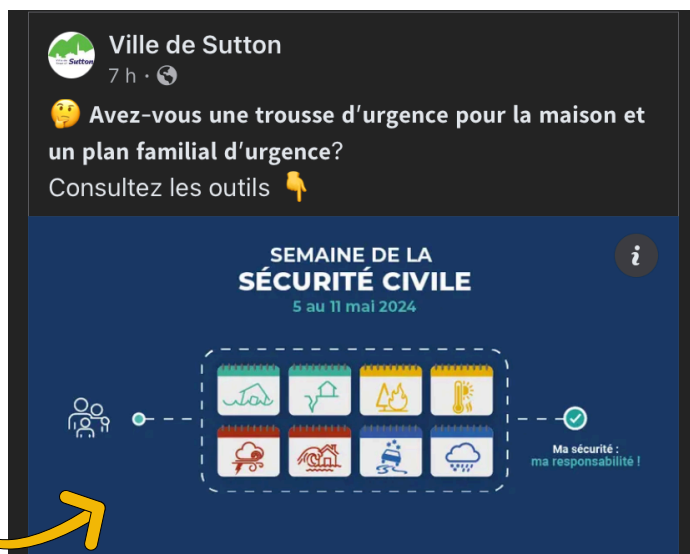 Ville de Sutton
7 h ·
🤔 Avez-vous une trousse d'urgence pour la maison et
un plan familial d'urgence?
Consultez les outils 👇
SEMAINE DE LA
SÉCURITÉ CIVILE
5 au 11 mai 2024
Ma sécurité :
ma responsabilité !
Sutton
i